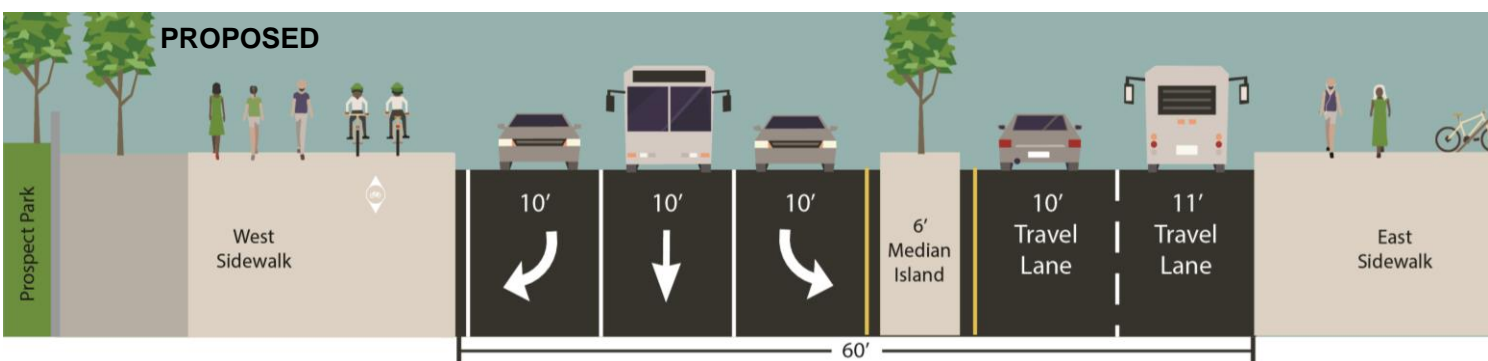 PROPOSED
Prospect Park
West
Sidewalk
10'
10'
10'
6'
Median
Island
10'
Travel
Lane
11'
Travel
Lane
East
Sidewalk
60'